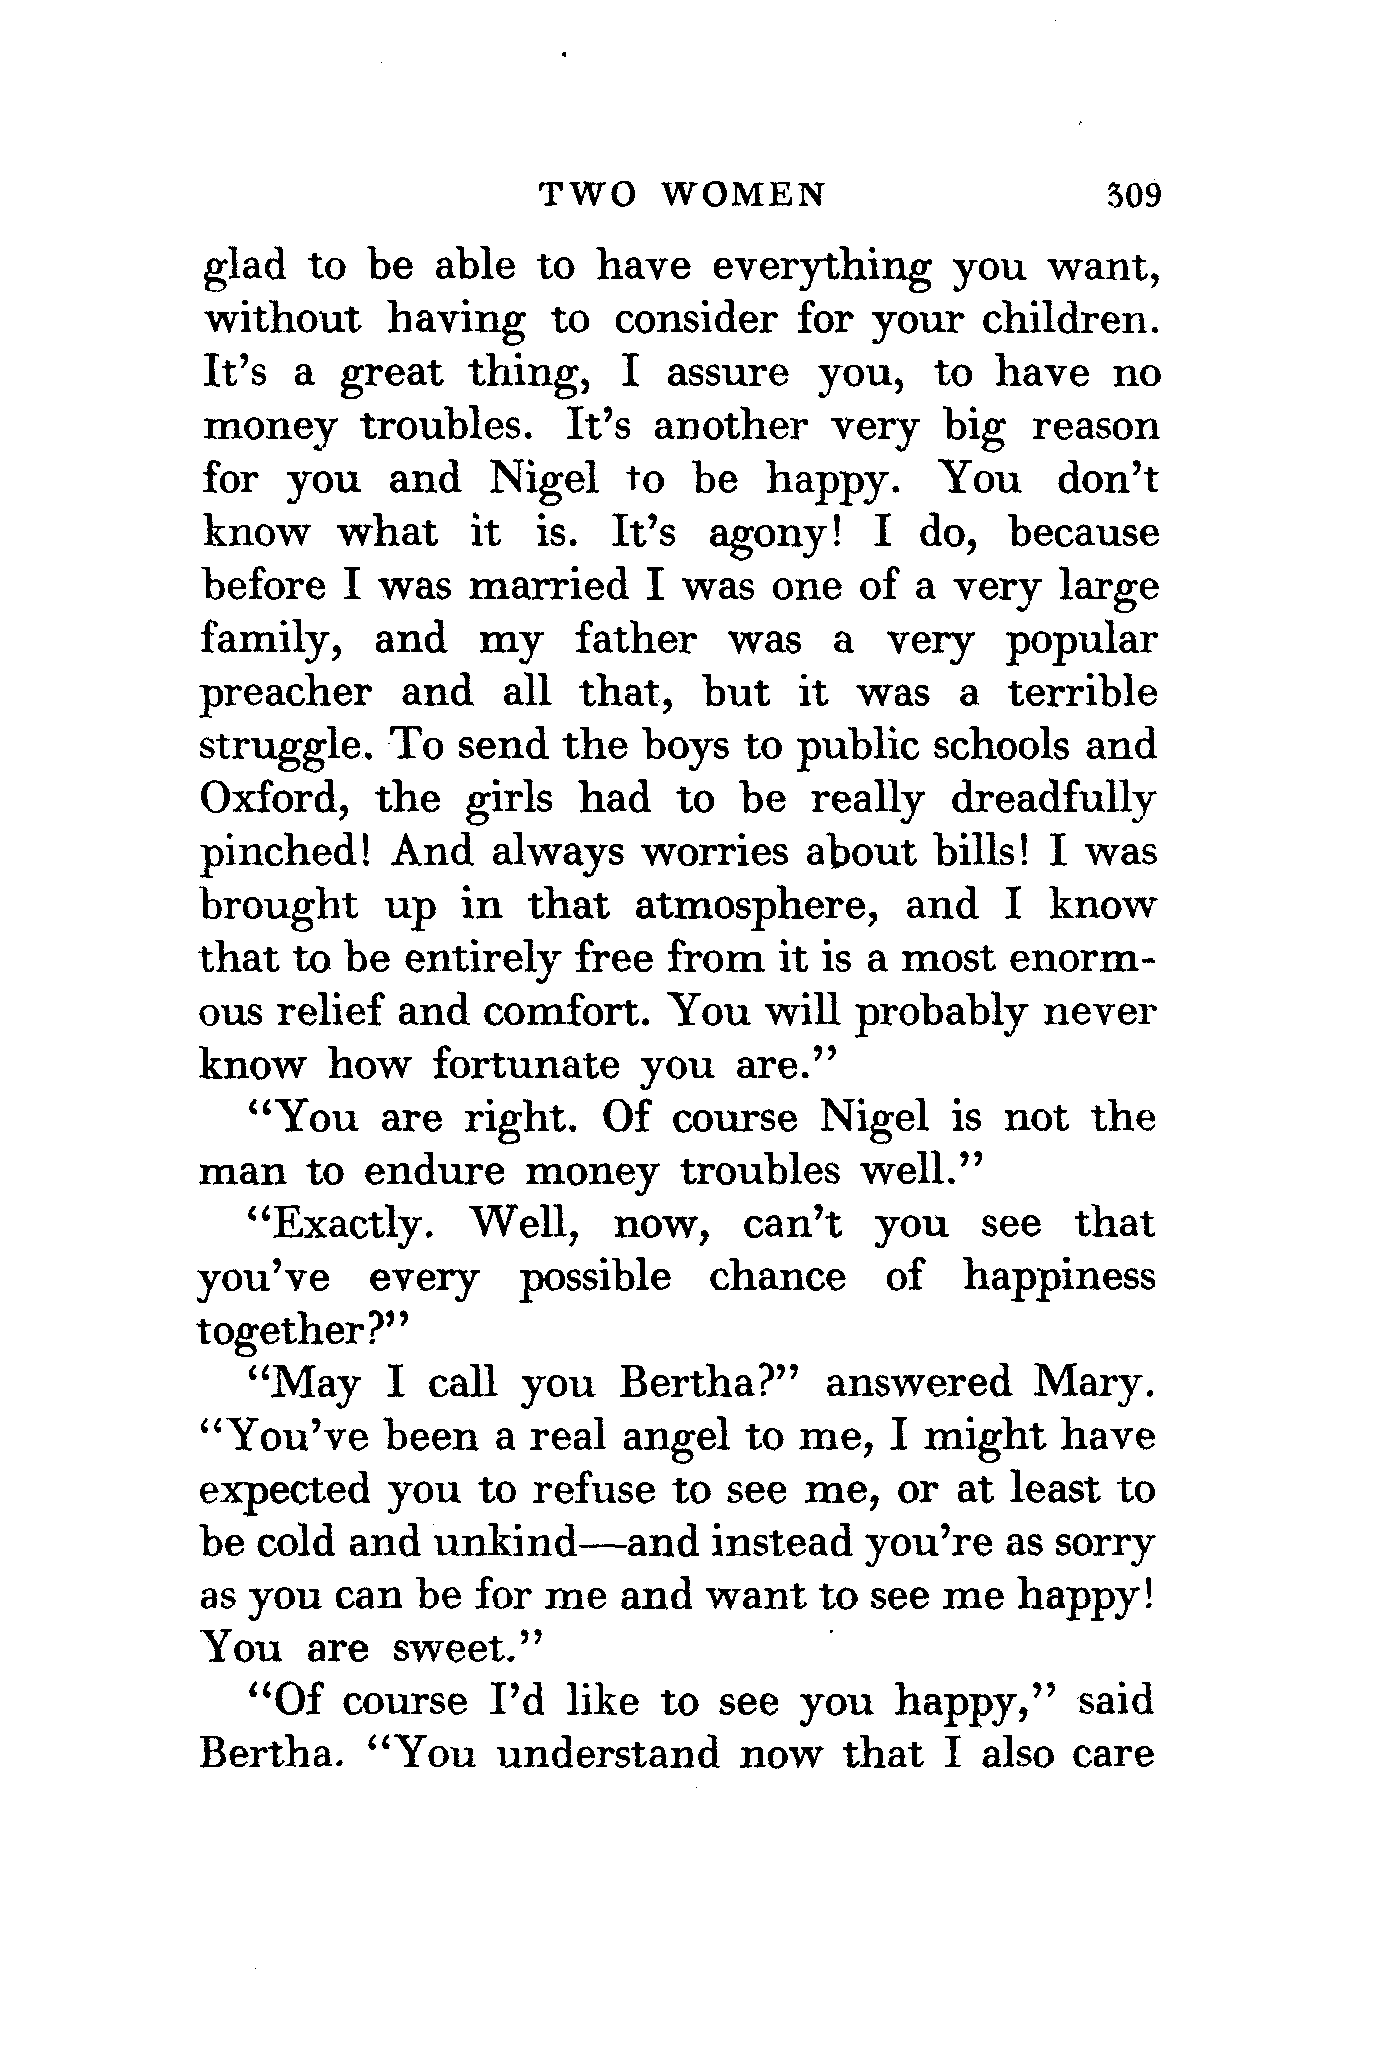 TWO WOMEN 309
glad to be able to have everything you want,
without having to consider for your children.
It's a great thing, I assure you, to have no
money troubles. It's another very big reason
for you and Nigel to be happy. You don't
know what it is. It's agony! I do, because
before I was married I was one of a very large
family, and my father was a very popular
preacher and all that, but it was a terrible
struggle. To send the boys to public schools and
Oxford, the girls had to be really dreadfully
pinched! And always worries about bills! I was
brought up in that atmosphere, and I know
that to be entirely free from it is a most enorm-
ous relief and comfort. You will probably never
know how fortunate you are."
"You are right. Of course Nigel is not the
man to endure money troubles well."
"Exactly. Well, now, can't you see that
you've every possible chance of happiness
together?"
"May I call you Bertha?" answered Mary.
"You've been a real angel to me, I might have
expected you to refuse to see me, or at least to
be cold and unkind—and instead you're as sorry
as you can be for me and want to see me happy!
You are sweet."
"Of course I'd like to see you happy," said
Bertha. "You understand now that I also care